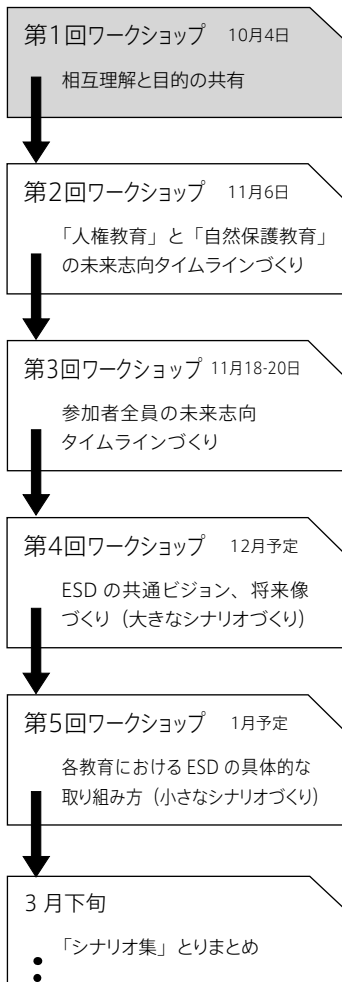 第1回ワークショップ 10月4日
相互理解と目的の共有
第2回ワークショップ 11月6日
「人権教育」と「自然保護教育」
の未来志向タイムラインづくり
第3回ワークショップ 11月18-20日
参加者全員の未来志向
タイムラインづくり
第4回ワークショップ 12月予定
ESDの共通ビジョン、将来像
づくり（大きなシナリオづくり）
第5回ワークショップ 1月予定
各教育におけるESDの具体的な
取り組み方（小さなシナリオづくり）
3月下旬
「シナリオ集」とりまとめ